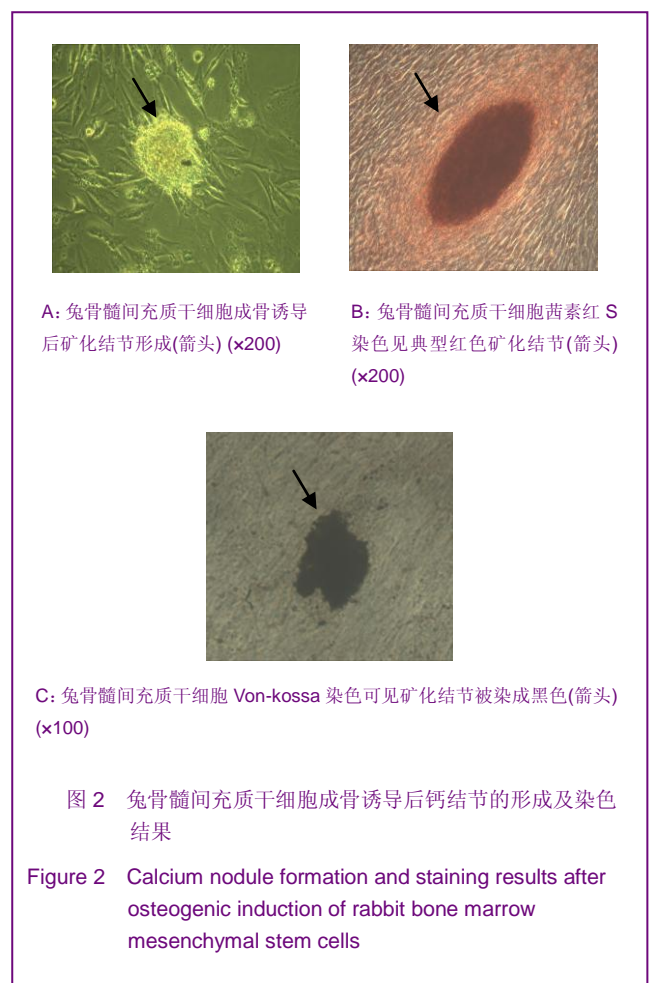 A: 兔骨髓间充质干细胞成骨诱导
后矿化结节形成(箭头) (×200)
B: 兔骨髓间充质干细胞茜素红 S
染色见典型红色矿化结节(箭头)
(×200)
C: 兔骨髓间充质干细胞 Von-kossa 染色可见矿化结节被染成黑色(箭头)
(×100)
图 2 兔骨髓间充质干细胞成骨诱导后钙结节的形成及染色
结果
Figure 2 Calcium nodule formation and staining results after
osteogenic induction of rabbit bone marrow
mesenchymal stem cells